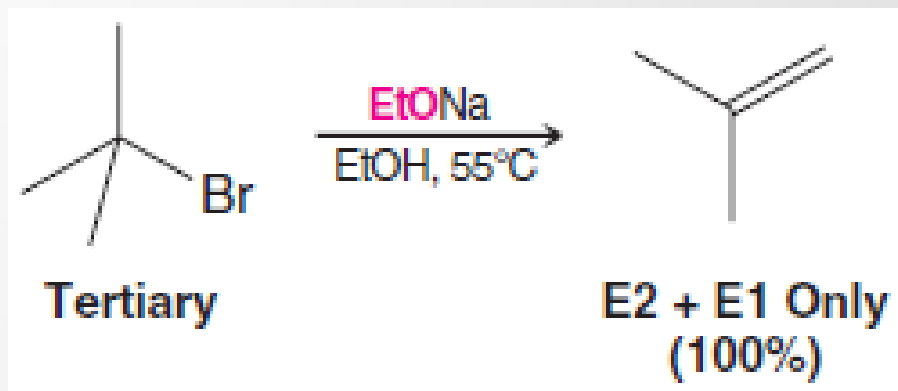 EtONa
EtOH, 55°C
Br
Tertiary
E2 + E1 Only
(100%)